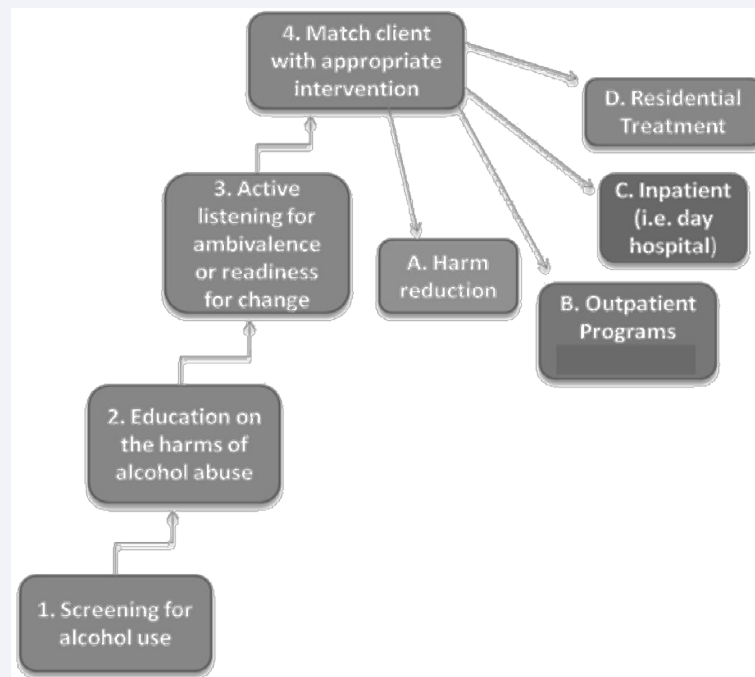 4. Match client
with appropriate
intervention
D. Residential
Treatment
3. Active
listening for
ambivalence
or readiness
for change
C. Inpatient
(i.e. day
hospital)
A. Harm
reduction
B. Outpatient
Programs
2. Education on
the harms of
alcohol abuse
1. Screening for
alcohol use